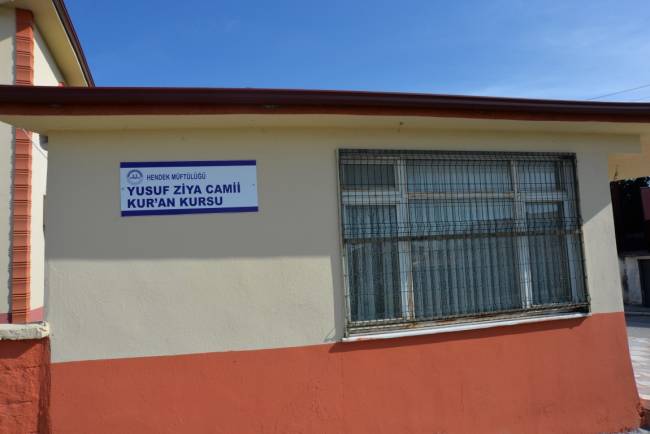 HENDEK MÜFTÜLÜĞÜ
YUSUF ZİYA CAMİİ
KUR'AN KURSU